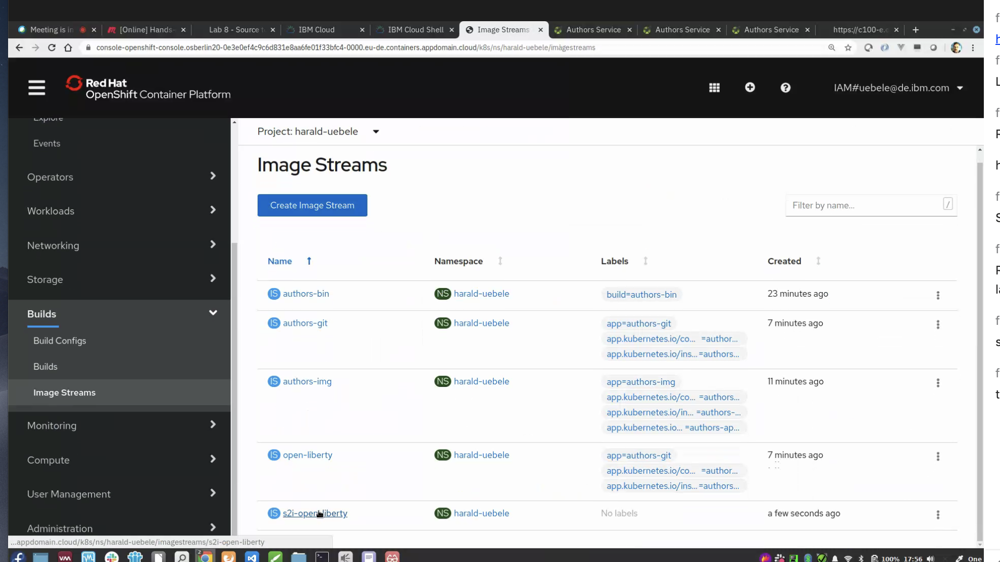 Meeting is in
[Online] Hands-
Lab 8 - Source t
IBM Cloud
IBM Cloud Shell
Image Streams
Authors Service
Authors Service
Authors Service
https://c100-e.e
console-openshift-console.osberlin20-0e3e0ef4c9c6d831e8aa6fe01f33bfc4-0000.eu-de.containers.appdomain.cloud/k8s/ns/harald-uebele/imagestreams
Red Hat
OpenShift Container Platform
IAM#uebele@de.ibm.com
Explore
Events
Operators
Workloads
Networking
Storage
Builds
Build Configs
Builds
Image Streams
Monitoring
Compute
User Management
Administration
Project: harald-uebele
Image Streams
Create Image Stream
Filter by name...
/
Name Namespace Labels Created
IS authors-bin NS harald-uebele build=authors-bin 23 minutes ago
IS authors-git NS harald-uebele app=authors-git 7 minutes ago
app.kubernetes.io/co... =author...
app.kubernetes.io/ins... =authors...
IS authors-img NS harald-uebele app=authors-img 11 minutes ago
app.kubernetes.io/co... =authors...
app.kubernetes.io/in... =authors-...
app.kubernetes.io... =authors-ap...
IS open-liberty NS harald-uebele app=authors-git 7 minutes ago
app.kubernetes.io/co... =author...
app.kubernetes.io/ins... =authors...
IS s2i-open-liberty NS harald-uebele No labels a few seconds ago
...appdomain.cloud/k8s/ns/harald-uebele/imagestreams/s2i-open-liberty
2
100% 17:56 One